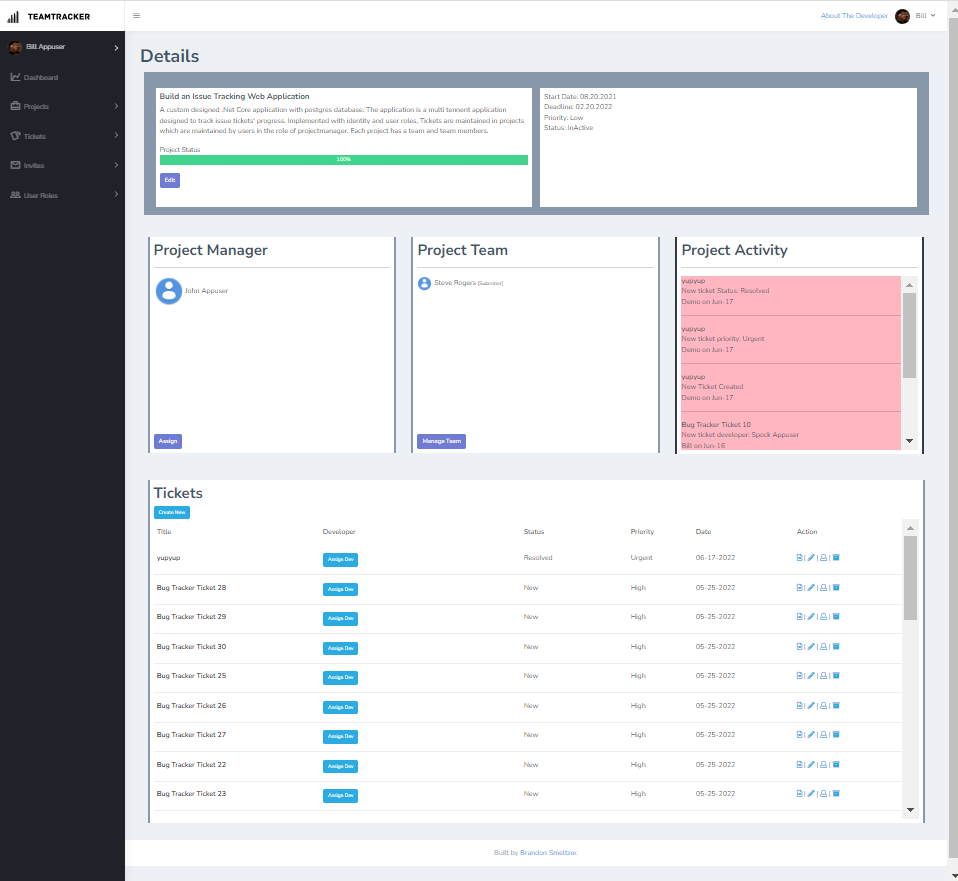 TEAMTRACKER
About The Developer
Bill
Bill Appuser
Dashboard
Projects
Tickets
Invites
User Roles
Details
Build an Issue Tracking Web Application
A custom designed .Net Core application with postgres database. The application is a multi tennent application
designed to track issue tickets' progress. Implemented with identity and user roles, Tickets are maintained in projects
which are maintained by users in the role of projectmanager. Each project has a team and team members.
Project Status
100%
Edit
Start Date: 08.20.2021
Deadline: 02.20.2022
Priority: Low
Status: InActive
Project Manager
John Appuser
Assign
Project Team
Steve Rogers [Submitter]
Manage Team
Project Activity
yupyup
New ticket Status: Resolved
Demo on Jun-17
yupyup
New ticket priority: Urgent
Demo on Jun-17
yupyup
New Ticket Created
Demo on Jun-17
Bug Tracker Ticket 10
New ticket developer: Spock Appuser
Bill on Jun-16
Tickets
Create New
Title Developer Status Priority Date Action
yupyup Assign Dev Resolved Urgent 06-17-2022
Bug Tracker Ticket 28 Assign Dev New High 05-25-2022
Bug Tracker Ticket 29 Assign Dev New High 05-25-2022
Bug Tracker Ticket 30 Assign Dev New High 05-25-2022
Bug Tracker Ticket 25 Assign Dev New High 05-25-2022
Bug Tracker Ticket 26 Assign Dev New High 05-25-2022
Bug Tracker Ticket 27 Assign Dev New High 05-25-2022
Bug Tracker Ticket 22 Assign Dev New High 05-25-2022
Bug Tracker Ticket 23 Assign Dev New High 05-25-2022
Built by Brandon Smeltzer.